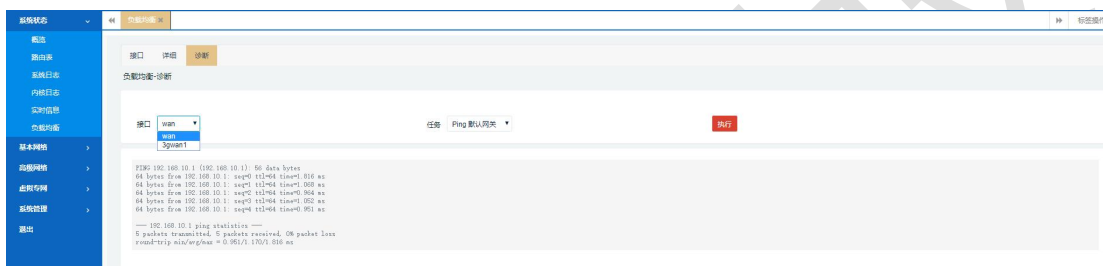 系统状态
负载均衡
标签操作
概览
路由表
系统日志
内核日志
实时信息
负载均衡
基本网络
高级网络
虚拟专网
系统管理
退出
接口 详细 诊断
负载均衡-诊断
接口 wan 任务 Ping 默认网关 执行
wan
3gwan1
PING 192.168.10.1 (192.168.10.1): 56 data bytes
64 bytes from 192.168.10.1: seq=0 ttl=64 time=1.816 ms
64 bytes from 192.168.10.1: seq=1 ttl=64 time=1.068 ms
64 bytes from 192.168.10.1: seq=2 ttl=64 time=0.964 ms
64 bytes from 192.168.10.1: seq=3 ttl=64 time=1.052 ms
64 bytes from 192.168.10.1: seq=4 ttl=64 time=0.951 ms
--- 192.168.10.1 ping statistics ---
5 packets transmitted, 5 packets received, 0% packet loss
round-trip min/avg/max = 0.951/1.170/1.816 ms